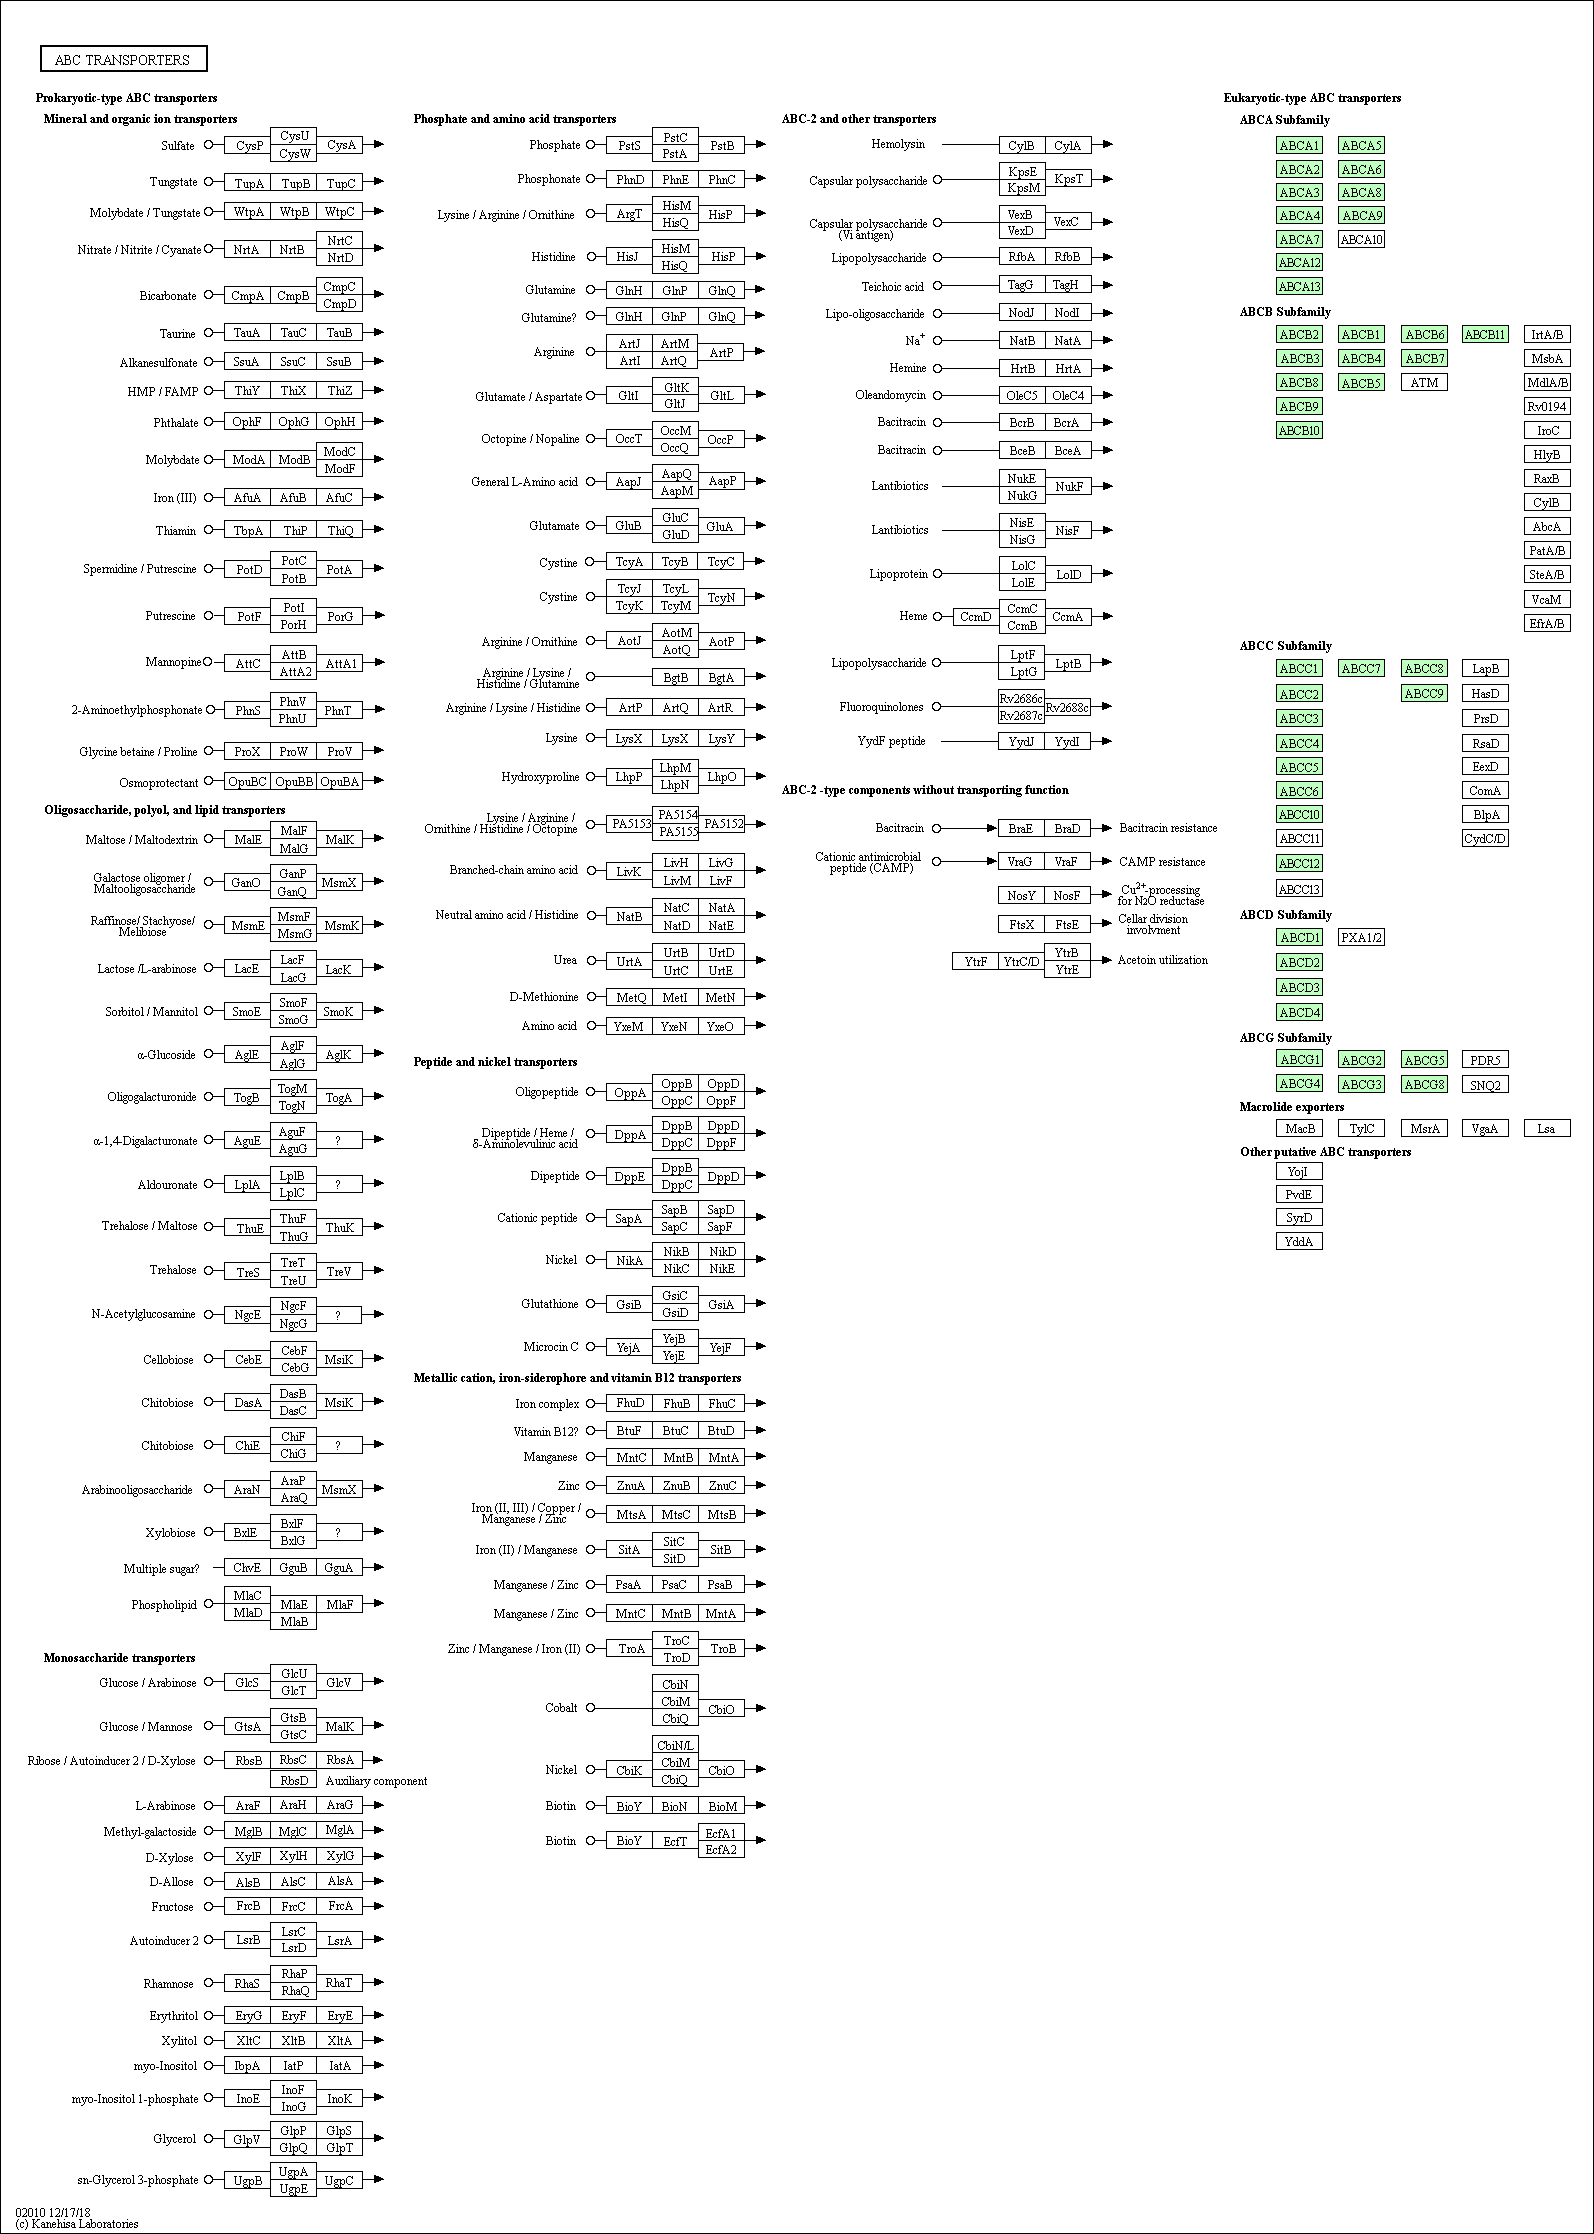 ABC TRANSPORTERS
Prokaryotic-type ABC transporters
Mineral and organic ion transporters
Sulfate CysP CysU CysW CysA
Tungstate TupA TupB TupC
Molybdate / Tungstate WtpA WtpB WtpC
Nitrate / Nitrite / Cyanate NrtA NrtB NrtC NrtD
Bicarbonate CmpA CmpB CmpC CmpD
Taurine TauA TauC TauB
Alkanesulfonate SsuA SsuC SsuB
HMP / FAMP ThiY ThiX ThiZ
Phthalate OphF OphG OphH
Molybdate ModA ModB ModC ModF
Iron (III) AfuA AfuB AfuC
Thiamin TbpA ThiP ThiQ
Spermidine / Putrescine PotD PotC PotB PotA
Putrescine PotF PotI PorH PorG
Mannopine AttC AttB AttA2 AttA1
2-Aminoethylphosphonate PhnS PhnV PhnU PhnT
Glycine betaine / Proline ProX ProW ProV
Osmoprotectant OpuBC OpuBB OpuBA
Oligosaccharide, polyol, and lipid transporters
Maltose / Maltodextrin MalE MalF MalG MalK
Galactose oligomer /
Maltooligosaccharide GanO GanP GanQ MsmX
Raffinose/ Stachyose/
Melibiose MsmE MsmF MsmG MsmK
Lactose /L-arabinose LacE LacF LacG LacK
Sorbitol / Mannitol SmoE SmoF SmoG SmoK
α-Glucoside AglE AglF AglG AglK
Oligogalacturonide TogB TogM TogN TogA
α-1,4-Digalacturonate AguE AguF AguG ?
Aldouronate LplA LplB LplC ?
Trehalose / Maltose ThuE ThuF ThuG ThuK
Trehalose TreS TreT TreU TreV
N-Acetylglucosamine NgcE NgcF NgcG ?
Cellobiose CebE CebF CebG MsiK
Chitobiose DasA DasB DasC MsiK
Chitobiose ChiE ChiF ChiG ?
Arabinooligosaccharide AraN AraP AraQ MsmX
Xylobiose BxlE BxlF BxlG ?
Multiple sugar? ChvE GguB GguA
Phospholipid MlaC MlaD MlaE MlaB MlaF
Monosaccharide transporters
Glucose / Arabinose GlcS GlcU GlcT GlcV
Glucose / Mannose GtsA GtsB GtsC MalK
Ribose / Autoinducer 2 / D-Xylose RbsB RbsC RbsA
RbsD Auxiliary component
L-Arabinose AraF AraH AraG
Methyl-galactoside MglB MglC MglA
D-Xylose XylF XylH XylG
D-Allose AlsB AlsC AlsA
Fructose FrcB FrcC FrcA
Autoinducer 2 LsrB LsrC LsrD LsrA
Rhamnose RhaS RhaP RhaQ RhaT
Erythritol EryG EryF EryE
Xylitol XltC XltB XltA
myo-Inositol IbpA IatP IatA
myo-Inositol 1-phosphate InoE InoF InoG InoK
Glycerol GlpV GlpP GlpQ GlpS GlpT
sn-Glycerol 3-phosphate UgpB UgpA UgpE UgpC
02010 12/17/18
(c) Kanehisa Laboratories
Phosphate and amino acid transporters
Phosphate PstS PstC PstA PstB
Phosphonate PhnD PhnE PhnC
Lysine / Arginine / Ornithine ArgT HisM HisQ HisP
Histidine HisJ HisM HisQ HisP
Glutamine GlnH GlnP GlnQ
Glutamine? GlnH GlnP GlnQ
Arginine ArtJ ArtI ArtM ArtQ ArtP
Glutamate / Aspartate GltI GltK GltJ GltL
Octopine / Nopaline OccT OccM OccQ OccP
General L-Amino acid AapJ AapQ AapM AapP
Glutamate GluB GluC GluD GluA
Cystine TcyA TcyB TcyC
Cystine TcyJ TcyK TcyL TcyM TcyN
Arginine / Ornithine AotJ AotM AotQ AotP
Arginine / Lysine /
Histidine / Glutamine BgtB BgtA
Arginine / Lysine / Histidine ArtP ArtQ ArtR
Lysine LysX LysX LysY
Hydroxyproline LhpP LhpM LhpN LhpO
Lysine / Arginine /
Ornithine / Histidine / Octopine PA5153 PA5154 PA5155 PA5152
Branched-chain amino acid LivK LivH LivM LivG LivF
Neutral amino acid / Histidine NatB NatC NatD NatA NatE
Urea UrtA UrtB UrtC UrtD UrtE
D-Methionine MetQ MetI MetN
Amino acid YxeM YxeN YxeO
Peptide and nickel transporters
Oligopeptide OppA OppB OppC OppD OppF
Dipeptide / Heme /
δ-Aminolevulinic acid DppA DppB DppC DppD DppF
Dipeptide DppE DppB DppC DppD
Cationic peptide SapA SapB SapC SapD SapF
Nickel NikA NikB NikC NikD NikE
Glutathione GsiB GsiC GsiD GsiA
Microcin C YejA YejB YejE YejF
Metallic cation, iron-siderophore and vitamin B12 transporters
Iron complex FhuD FhuB FhuC
Vitamin B12? BtuF BtuC BtuD
Manganese MntC MntB MntA
Zinc ZnuA ZnuB ZnuC
Iron (II, III) / Copper /
Manganese / Zinc MtsA MtsC MtsB
Iron (II) / Manganese SitA SitC SitD SitB
Manganese / Zinc PsaA PsaC PsaB
Manganese / Zinc MntC MntB MntA
Zinc / Manganese / Iron (II) TroA TroC TroD TroB
Cobalt CbiN CbiM CbiQ CbiO
Nickel CbiK CbiN/L CbiM CbiQ CbiO
Biotin BioY BioN BioM
Biotin BioY EcfT EcfA1 EcfA2
ABC-2 and other transporters
Hemolysin CylB CylA
Capsular polysaccharide KpsE KpsM KpsT
Capsular polysaccharide
(Vi antigen) VexB VexD VexC
Lipopolysaccharide RfbA RfbB
Teichoic acid TagG TagH
Lipo-oligosaccharide NodJ NodI
Na+ NatB NatA
Hemine HrtB HrtA
Oleandomycin OleC5 OleC4
Bacitracin BcrB BcrA
Bacitracin BceB BceA
Lantibiotics NukE NukG NukF
Lantibiotics NisE NisG NisF
Lipoprotein LolC LolE LolD
Heme CcmD CcmC CcmB CcmA
Lipopolysaccharide LptF LptG LptB
Fluoroquinolones Rv2686c Rv2687c Rv2688c
YydF peptide YydJ YydI
ABC-2 -type components without transporting function
Bacitracin BraE BraD Bacitracin resistance
Cationic antimicrobial
peptide (CAMP) VraG VraF CAMP resistance
NosY NosF Cu2+-processing
for N2O reductase
FtsX FtsE Cellar division
involvment
YtrF YtrC/D YtrB YtrE Acetoin utilization
Eukaryotic-type ABC transporters
ABCA Subfamily
ABCA1 ABCA5
ABCA2 ABCA6
ABCA3 ABCA8
ABCA4 ABCA9
ABCA7 ABCA10
ABCA12
ABCA13
ABCB Subfamily
ABCB2 ABCB1 ABCB6 ABCB11 IrtA/B
ABCB3 ABCB4 ABCB7 MsbA
ABCB8 ABCB5 ATM MdlA/B
ABCB9 Rv0194
ABCB10 IroC
HlyB
RaxB
CylB
AbcA
PatA/B
SteA/B
VcaM
EfrA/B
ABCC Subfamily
ABCC1 ABCC7 ABCC8 LapB
ABCC2 ABCC9 HasD
ABCC3 PrsD
ABCC4 RsaD
ABCC5 EexD
ABCC6 ComA
ABCC10 BlpA
ABCC11 CydC/D
ABCC12
ABCC13
ABCD Subfamily
ABCD1 PXA1/2
ABCD2
ABCD3
ABCD4
ABCG Subfamily
ABCG1 ABCG2 ABCG5 PDR5
ABCG4 ABCG3 ABCG8 SNQ2
Macrolide exporters
MacB TylC MsrA VgaA Lsa
Other putative ABC transporters
YojI
PvdE
SyrD
YddA